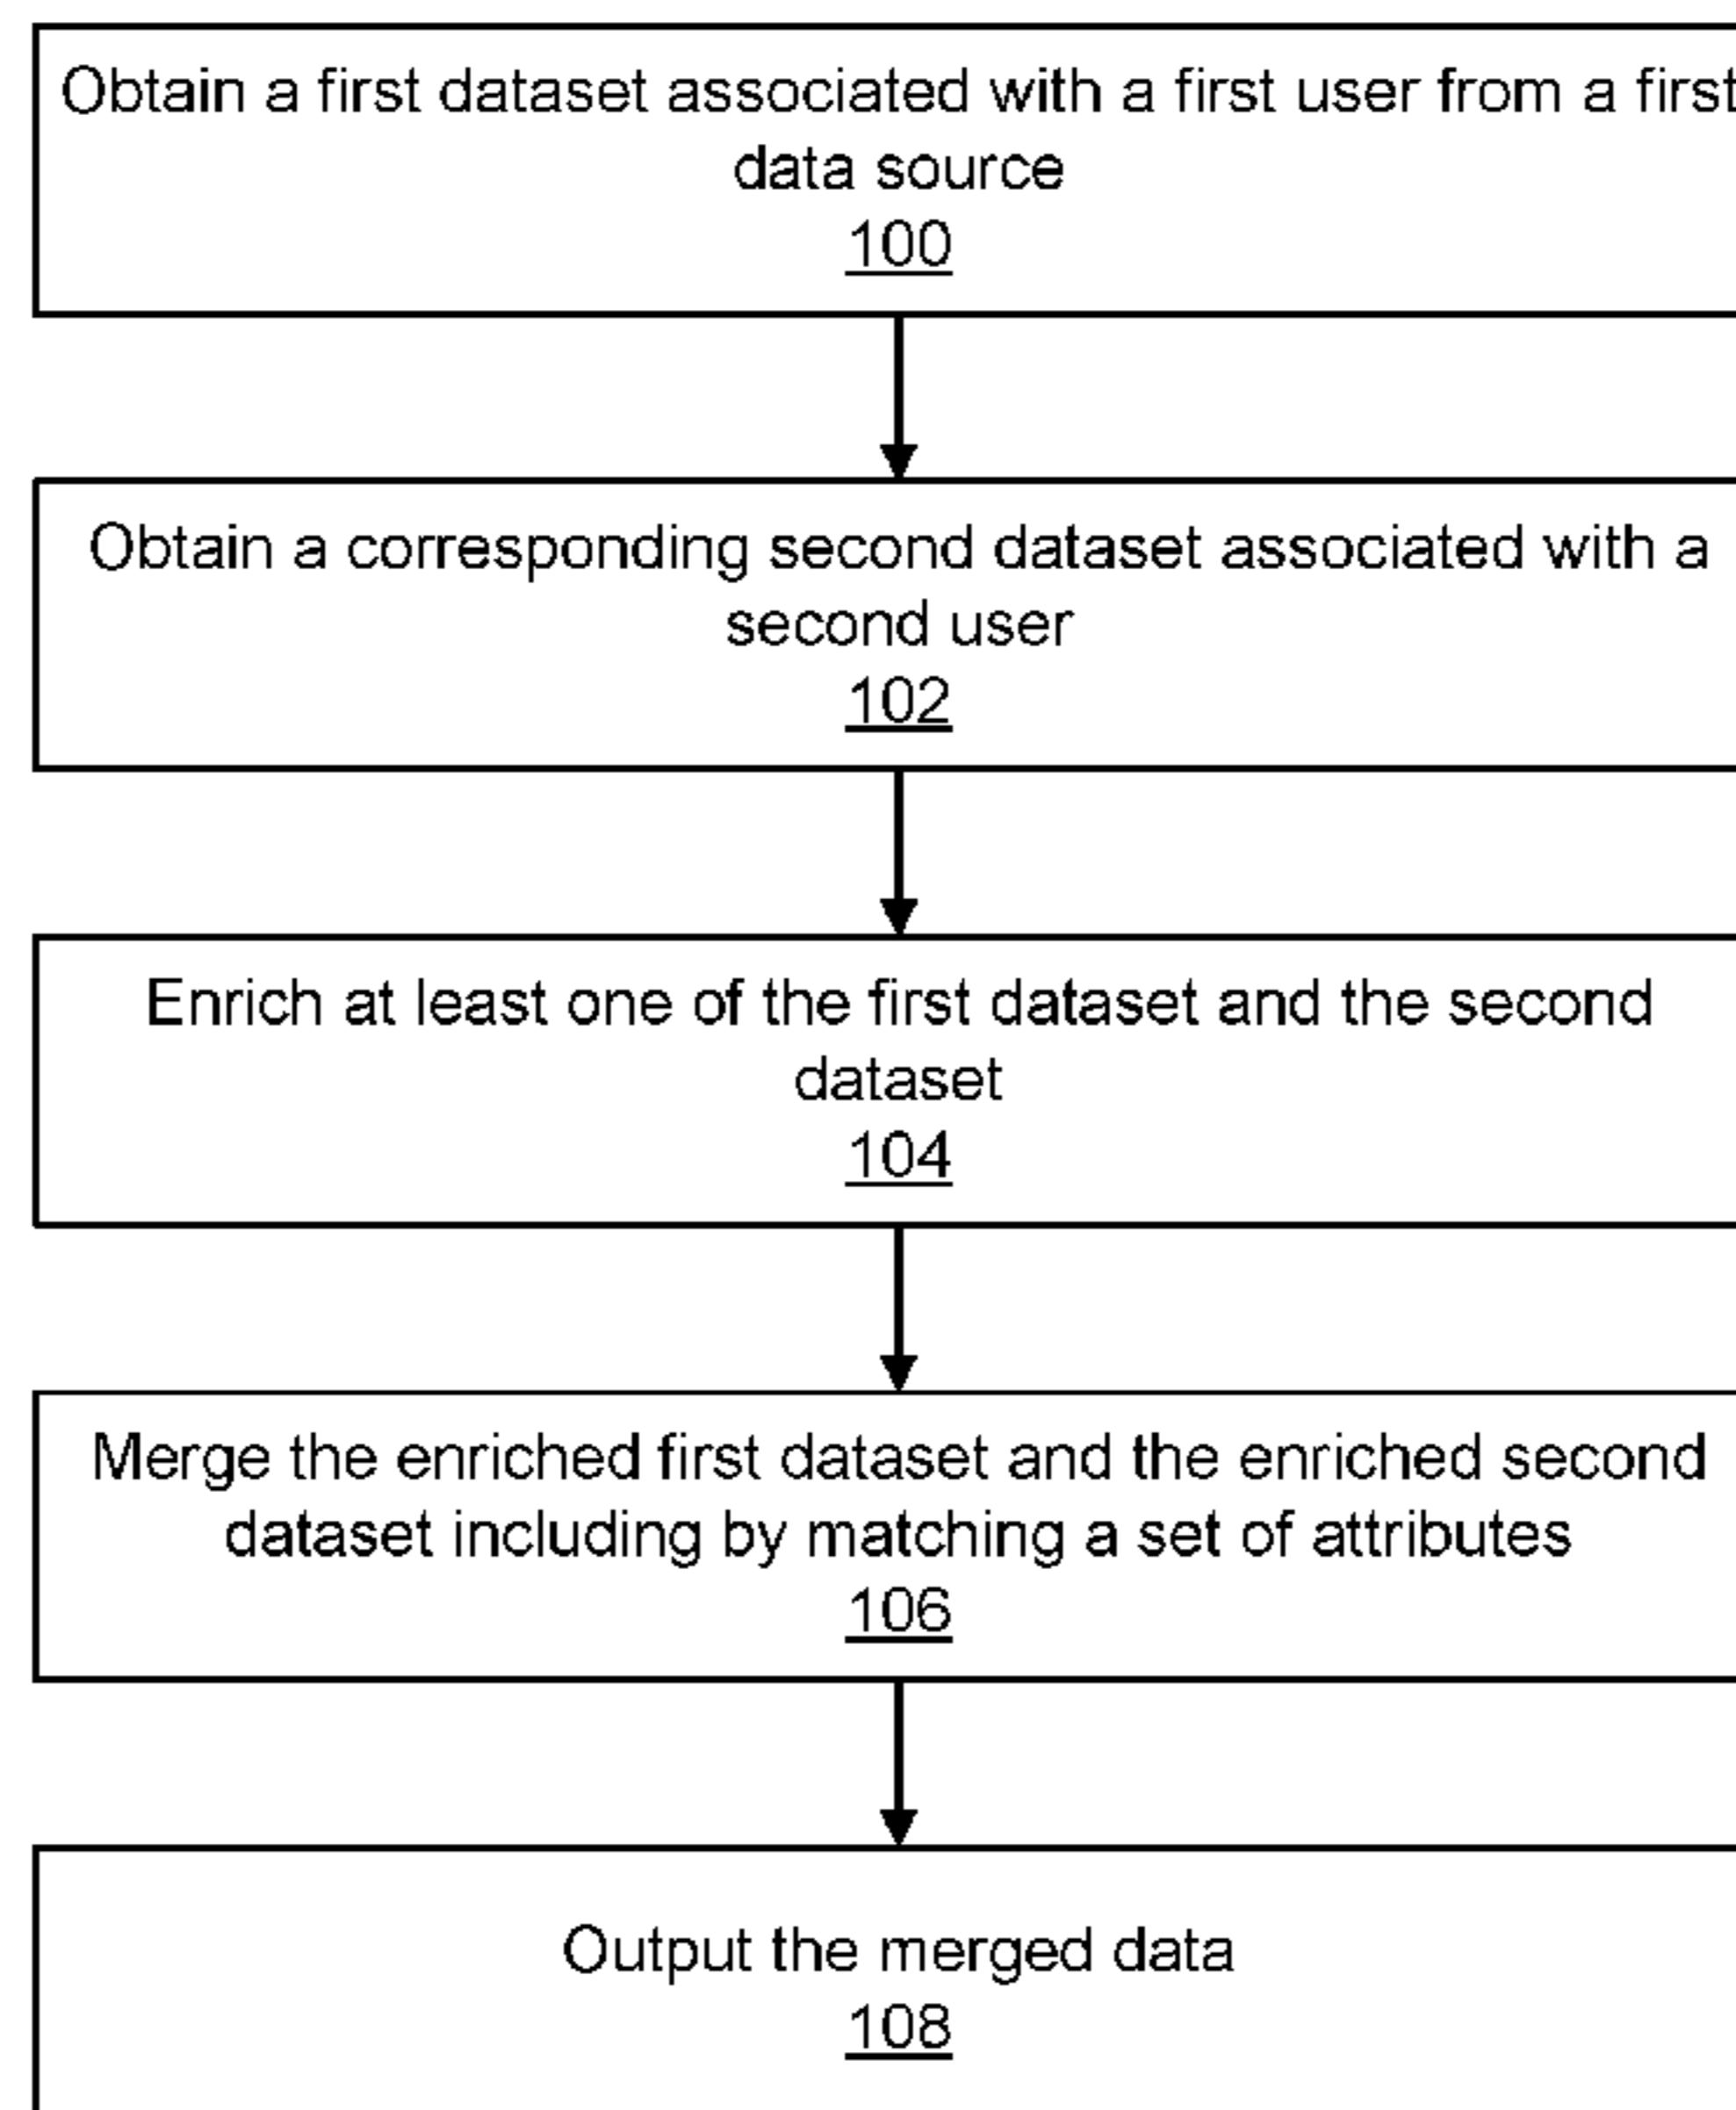 Obtain a first dataset associated with a first user from a first
data source
100
Obtain a corresponding second dataset associated with a
second user
102
Enrich at least one of the first dataset and the second
dataset
104
Merge the enriched first dataset and the enriched second
dataset including by matching a set of attributes
106
Output the merged data
108